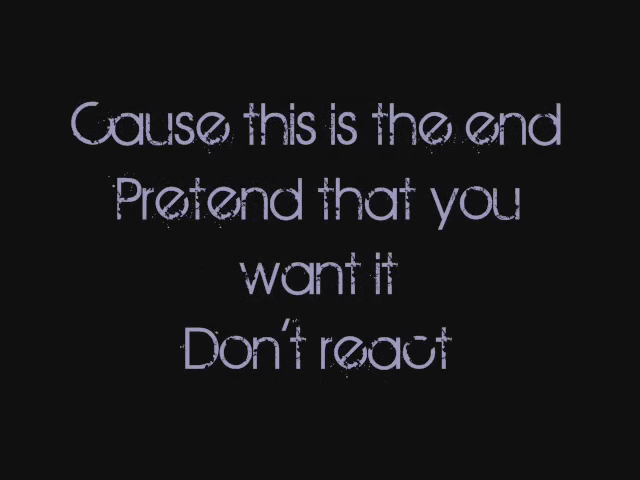 Cause this is the end
Pretend that you
want it
Don't react